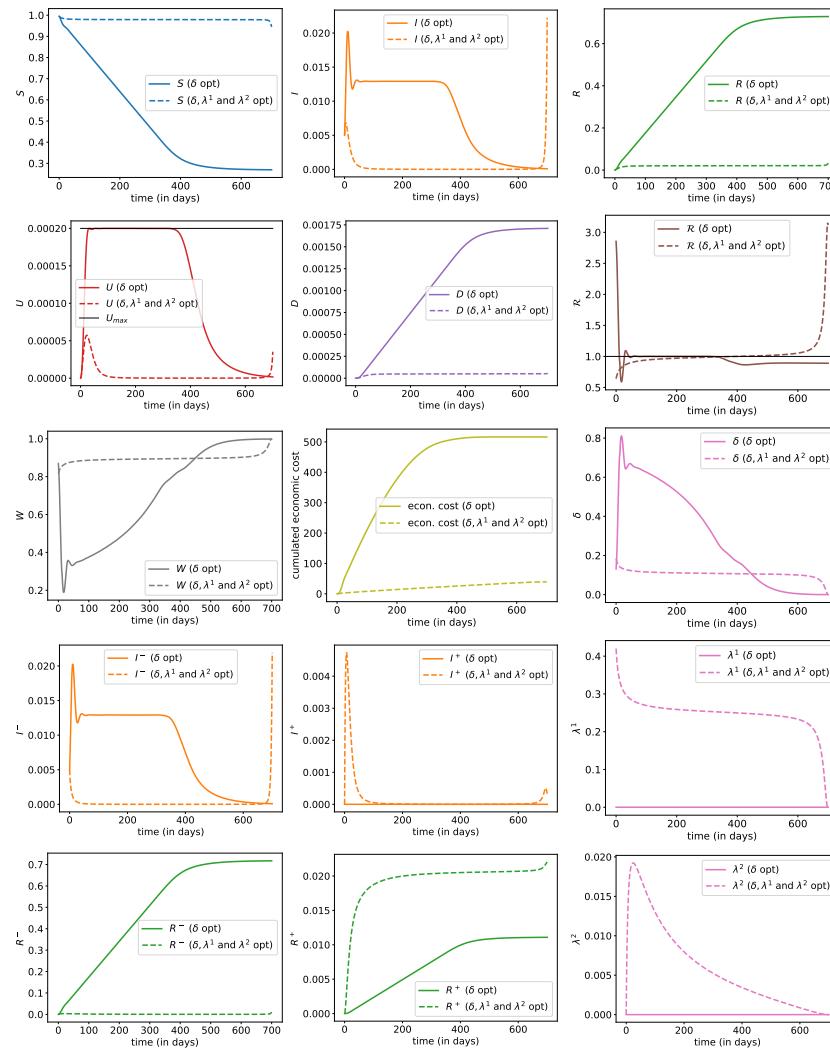 1.0
0.9
0.8
0.7
0.6
0.5
0.4
0.3
S
S (δ opt)
S (δ, λ¹ and λ² opt)
0 200 400 600
time (in days)
0.020
0.015
0.010
0.005
0.000
I
I (δ opt)
I (δ, λ¹ and λ² opt)
0 200 400 600
time (in days)
0.6
0.4
0.2
0.0
R
R (δ opt)
R (δ, λ¹ and λ² opt)
0 100 200 300 400 500 600 700
time (in days)
0.00020
0.00015
0.00010
0.00005
0.00000
U
U (δ opt)
U (δ, λ¹ and λ² opt)
Umax
0 200 400 600
time (in days)
0.00175
0.00150
0.00125
0.00100
0.00075
0.00050
0.00025
0.00000
D
D (δ opt)
D (δ, λ¹ and λ² opt)
0 200 400 600
time (in days)
3.0
2.5
2.0
1.5
1.0
0.5
ℛ
ℛ (δ opt)
ℛ (δ, λ¹ and λ² opt)
0 200 400 600
time (in days)
1.0
0.8
0.6
0.4
0.2
W
W (δ opt)
W (δ, λ¹ and λ² opt)
0 100 200 300 400 500 600 700
time (in days)
500
400
300
200
100
0
cumulated economic cost
econ. cost (δ opt)
econ. cost (δ, λ¹ and λ² opt)
0 200 400 600
time (in days)
0.8
0.6
0.4
0.2
0.0
δ
δ (δ opt)
δ (δ, λ¹ and λ² opt)
0 200 400 600
time (in days)
0.020
0.015
0.010
0.005
0.000
I⁻
I⁻ (δ opt)
I⁻ (δ, λ¹ and λ² opt)
0 200 400 600
time (in days)
0.004
0.003
0.002
0.001
0.000
I⁺
I⁺ (δ opt)
I⁺ (δ, λ¹ and λ² opt)
0 200 400 600
time (in days)
0.4
0.3
0.2
0.1
0.0
λ¹
λ¹ (δ opt)
λ¹ (δ, λ¹ and λ² opt)
0 200 400 600
time (in days)
0.7
0.6
0.5
0.4
0.3
0.2
0.1
0.0
R⁻
R⁻ (δ opt)
R⁻ (δ, λ¹ and λ² opt)
0 100 200 300 400 500 600 700
time (in days)
0.020
0.015
0.010
0.005
0.000
R⁺
R⁺ (δ opt)
R⁺ (δ, λ¹ and λ² opt)
0 200 400 600
time (in days)
0.020
0.015
0.010
0.005
0.000
λ²
λ² (δ opt)
λ² (δ, λ¹ and λ² opt)
0 200 400 600
time (in days)